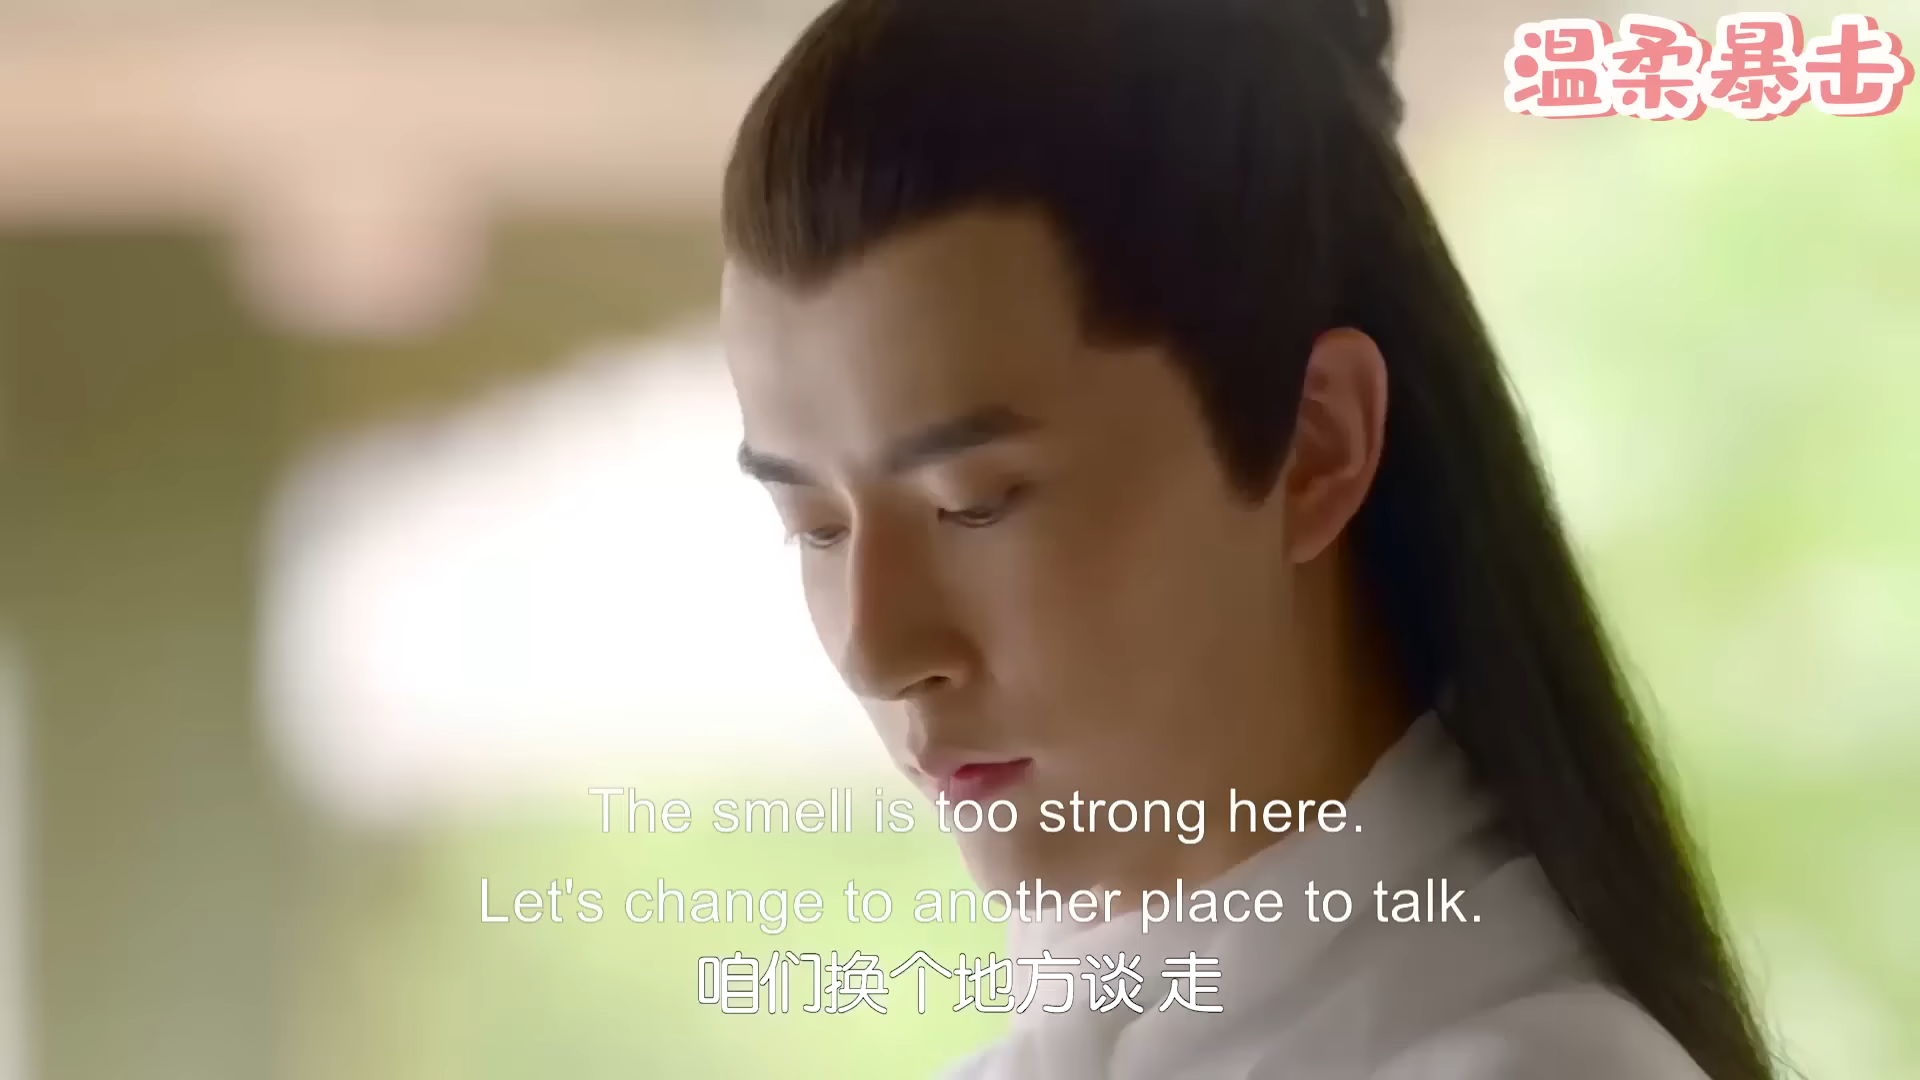 温柔暴击
The smell is too strong here.
Let's change to another place to talk.
咱们换个地方谈 走